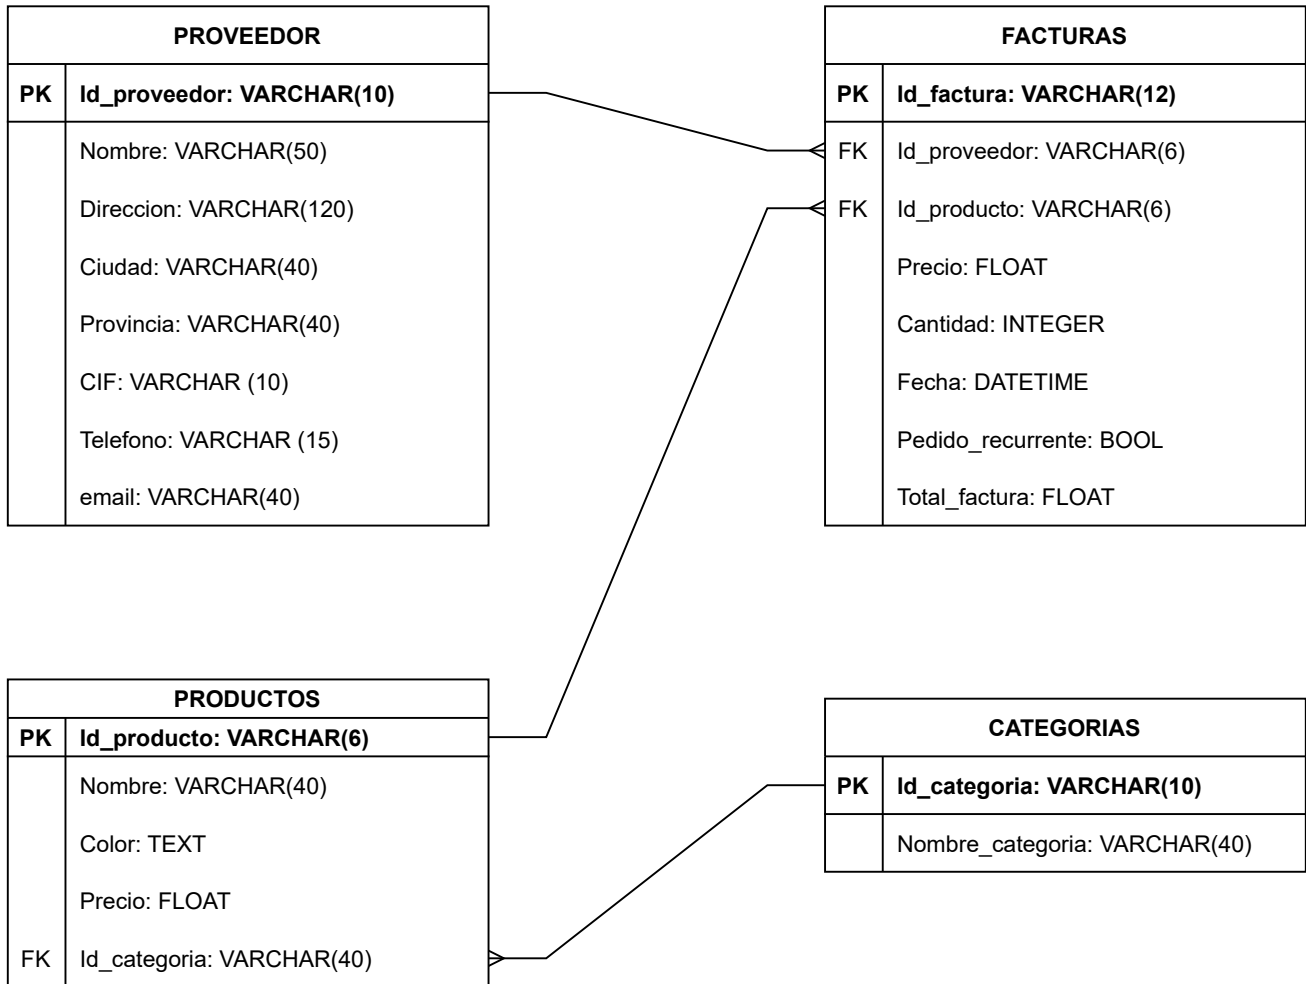 PROVEEDOR
PK Id_proveedor: VARCHAR(10)
Nombre: VARCHAR(50)
Direccion: VARCHAR(120)
Ciudad: VARCHAR(40)
Provincia: VARCHAR(40)
CIF: VARCHAR (10)
Telefono: VARCHAR (15)
email: VARCHAR(40)
FACTURAS
PK Id_factura: VARCHAR(12)
FK Id_proveedor: VARCHAR(6)
FK Id_producto: VARCHAR(6)
Precio: FLOAT
Cantidad: INTEGER
Fecha: DATETIME
Pedido_recurrente: BOOL
Total_factura: FLOAT
PRODUCTOS
PK Id_producto: VARCHAR(6)
Nombre: VARCHAR(40)
Color: TEXT
Precio: FLOAT
FK Id_categoria: VARCHAR(40)
CATEGORIAS
PK Id_categoria: VARCHAR(10)
Nombre_categoria: VARCHAR(40)